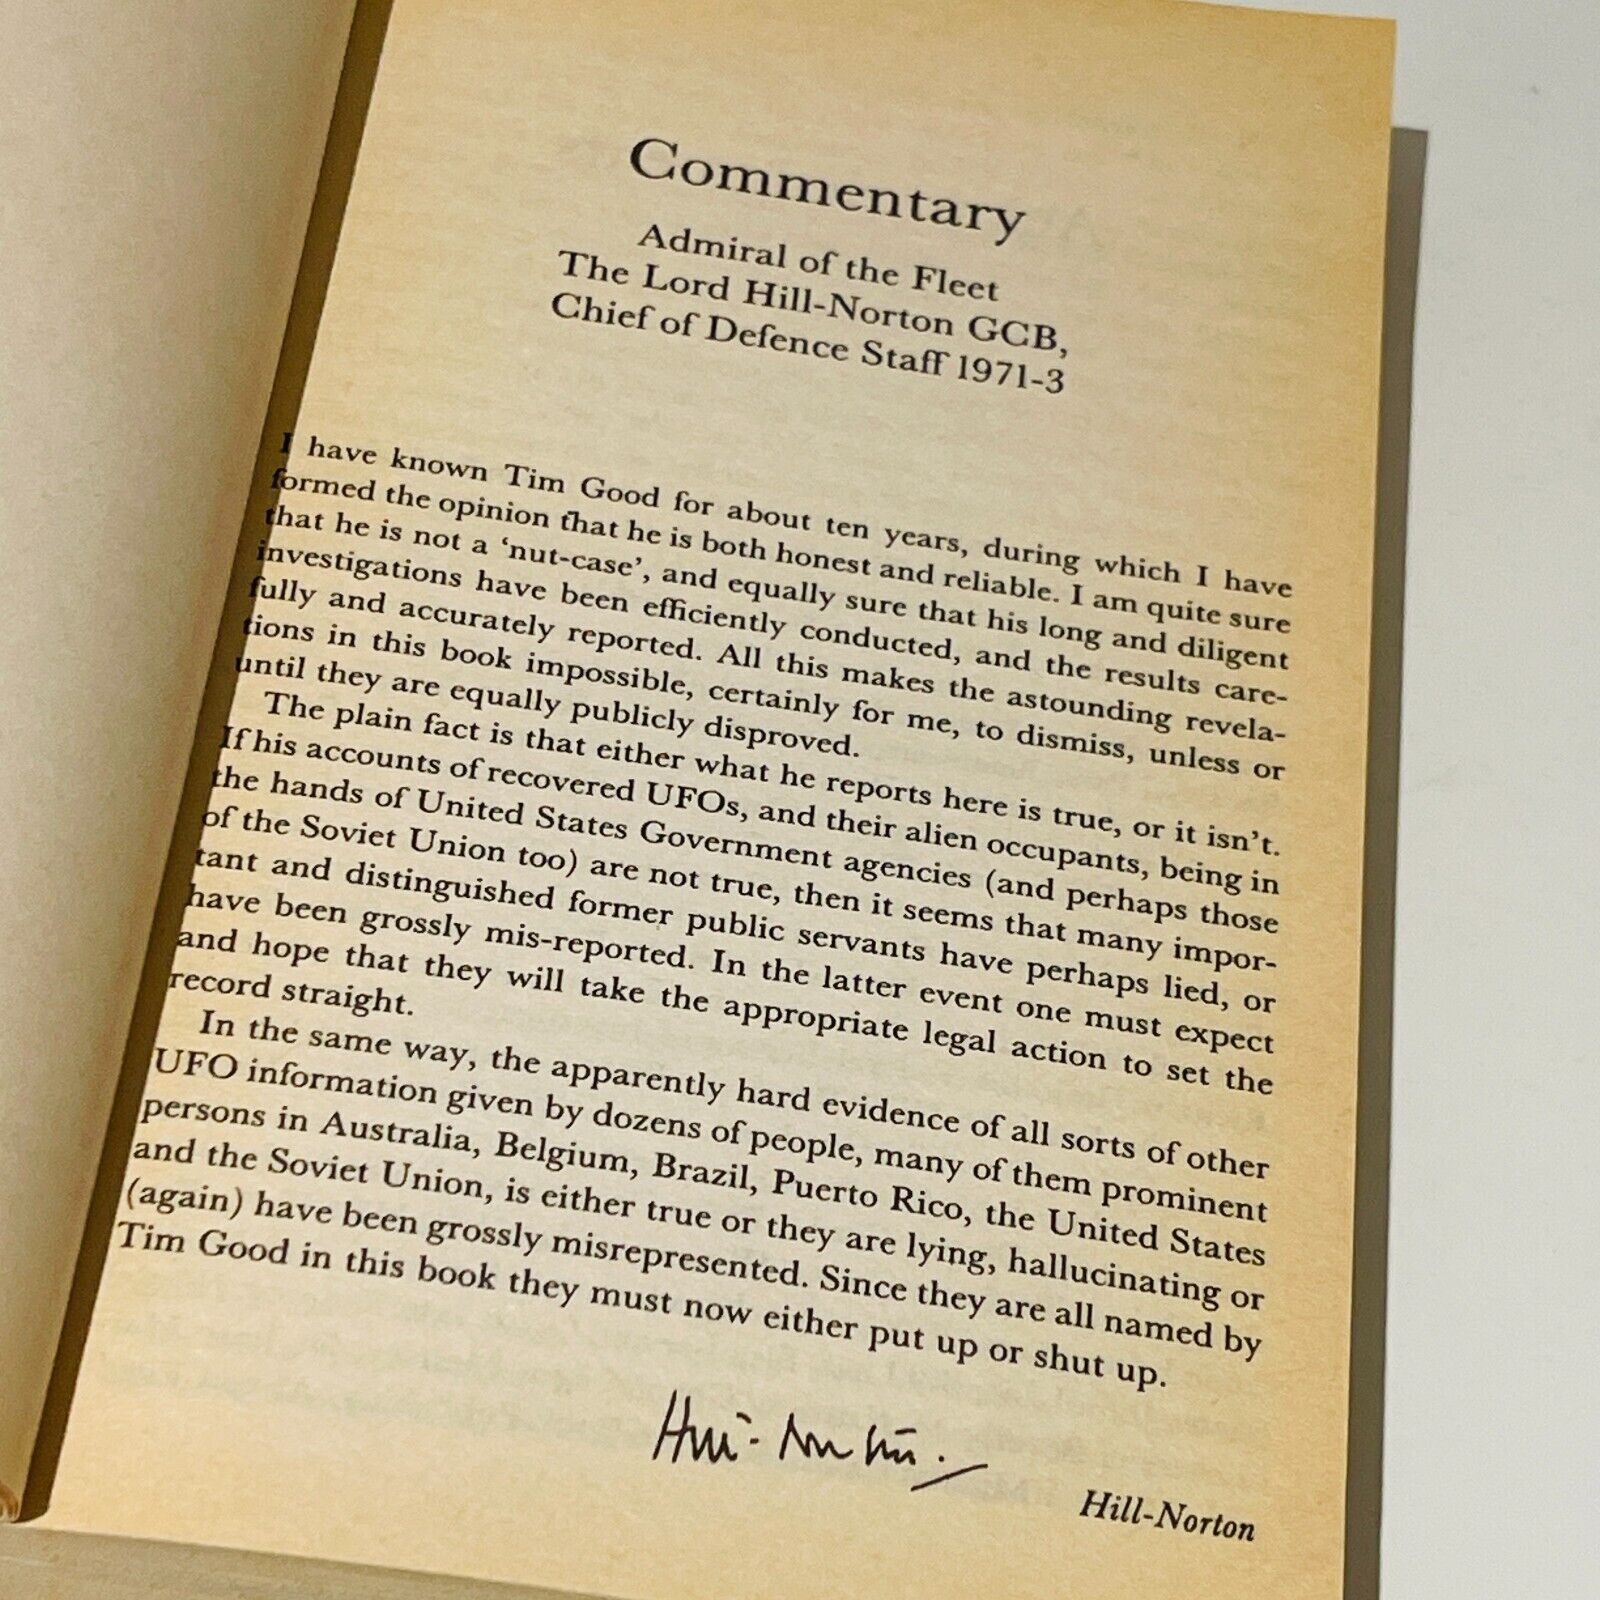 Commentary
Admiral of the Fleet
The Lord Hill-Norton GCB,
Chief of Defence Staff 1971-3
I have known Tim Good for about ten years, during which I have
formed the opinion that he is both honest and reliable. I am quite sure
that he is not a ‘nut-case’, and equally sure that his long and diligent
investigations have been efficiently conducted, and the results care-
fully and accurately reported. All this makes the astounding revela-
tions in this book impossible, certainly for me, to dismiss, unless or
until they are equally publicly disproved.
The plain fact is that either what he reports here is true, or it isn’t.
If his accounts of recovered UFOs, and their alien occupants, being in
the hands of United States Government agencies (and perhaps those
of the Soviet Union too) are not true, then it seems that many impor-
tant and distinguished former public servants have perhaps lied, or
have been grossly mis-reported. In the latter event one must expect
and hope that they will take the appropriate legal action to set the
record straight.
In the same way, the apparently hard evidence of all sorts of other
UFO information given by dozens of people, many of them prominent
persons in Australia, Belgium, Brazil, Puerto Rico, the United States
and the Soviet Union, is either true or they are lying, hallucinating or
(again) have been grossly misrepresented. Since they are all named by
Tim Good in this book they must now either put up or shut up.
Hill-Norton.
Hill-Norton